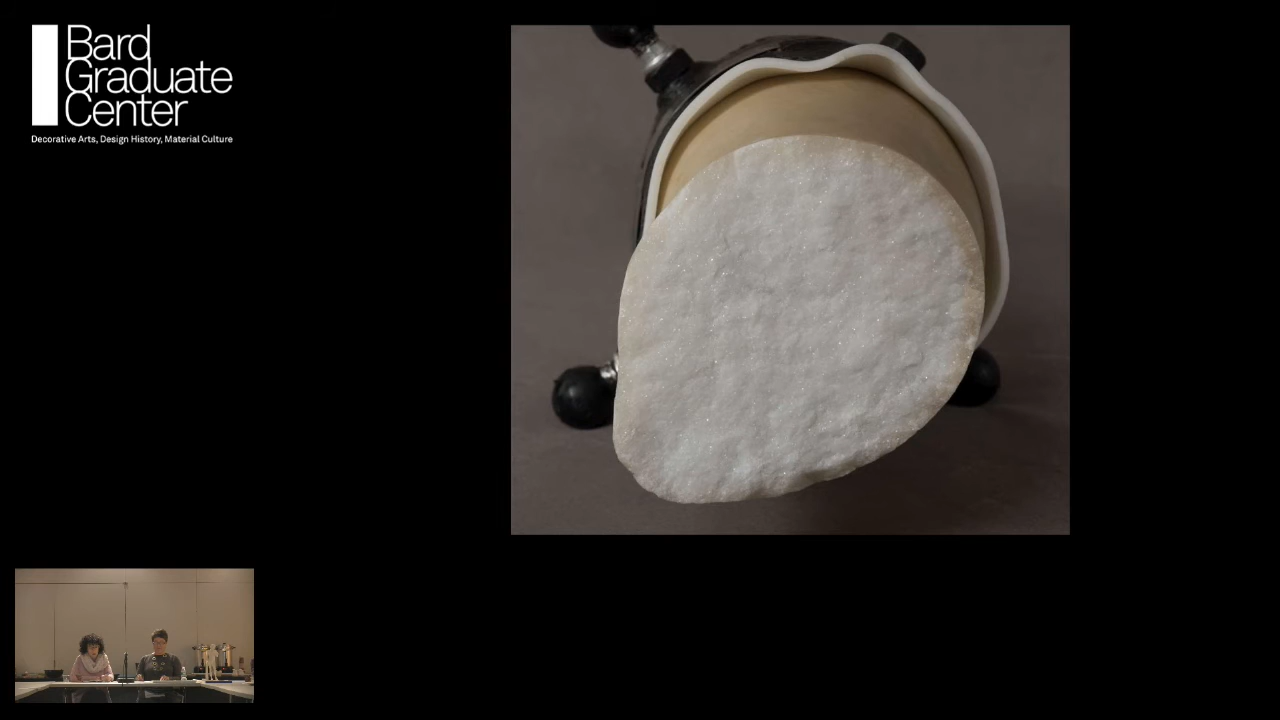 Bard
Graduate
Center
Decorative Arts, Design History, Material Culture